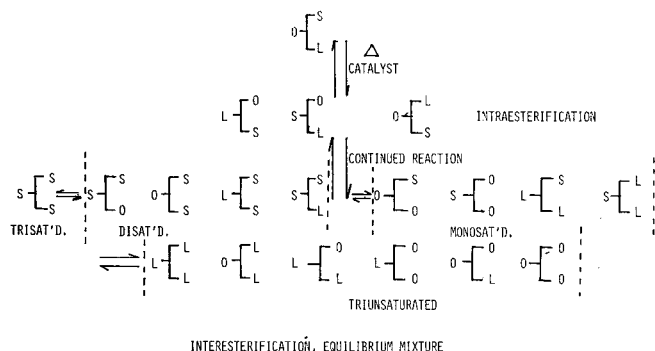 S
O
L
Δ
CATALYST
O O L
L S O INTRAESTERIFICATION
S L S
CONTINUED REACTION
S S S S S O O S L
S S O L S O S L S
S O S S L S O L L
TRISAT'D. DISAT'D. MONOSAT'D.
L L O O O O
L O L L O O
L L L O L O
TRIUNSATURATED
INTERESTERIFICATION, EQUILIBRIUM MIXTURE